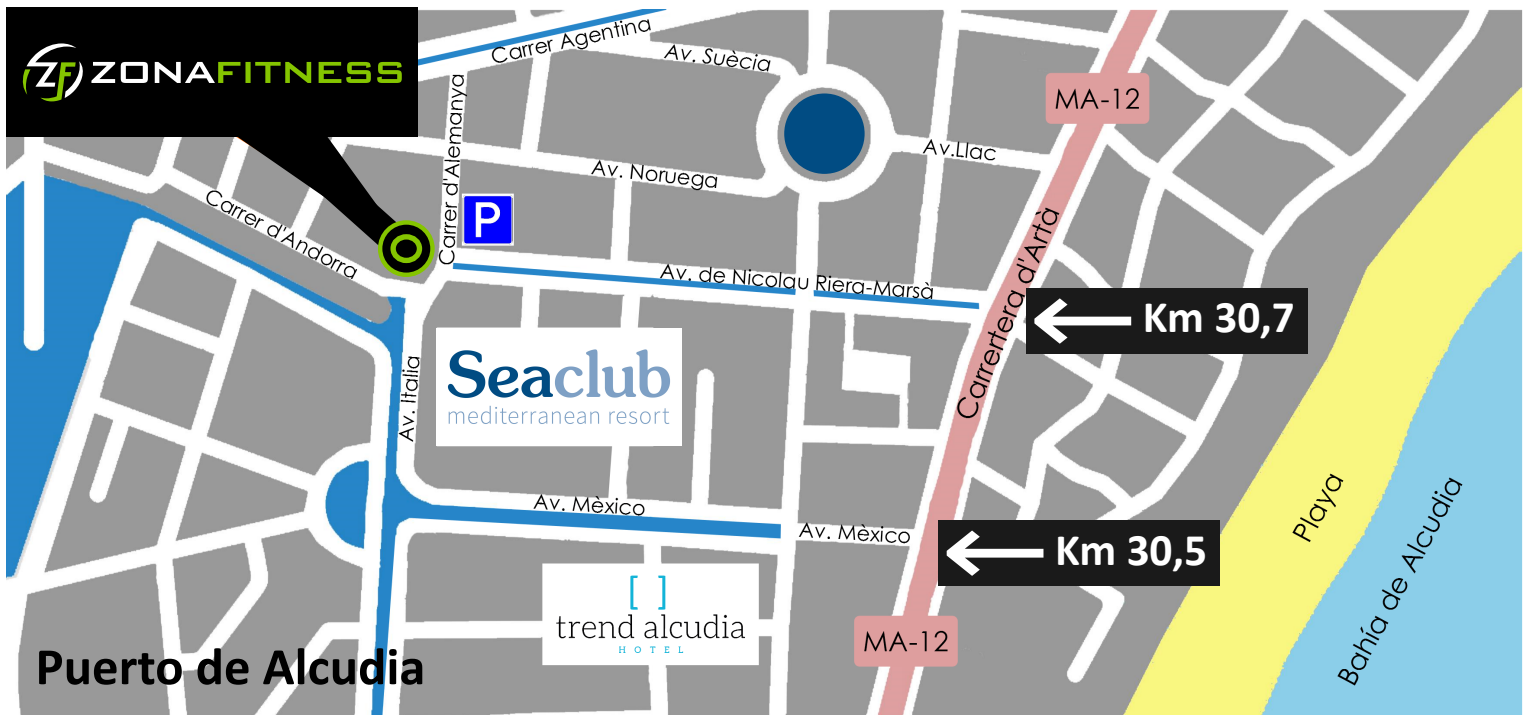 ZF ZONAFITNESS
Carrer Agentina
Av. Suècia
MA-12
Carrer d'Alemanya
Av.Llac
Av. Noruega
P
Carrer d'Andorra
Av. de Nicolau Riera-Marsà
Carrertera d'Artà
Km 30,7
Seaclub
mediterranean resort
Av. Italia
Av. Mèxico
Av. Mèxico
Km 30,5
Playa
Bahía de Alcudia
[ ]
trend alcudia
HOTEL
MA-12
Puerto de Alcudia